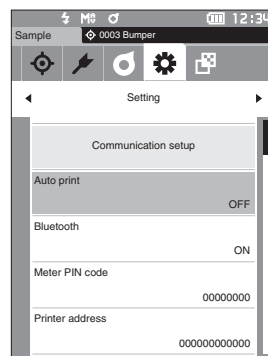 12:34
Sample
0003 Bumper
Setting
Communication setup
Auto print
OFF
Bluetooth
ON
Meter PIN code
00000000
Printer address
000000000000